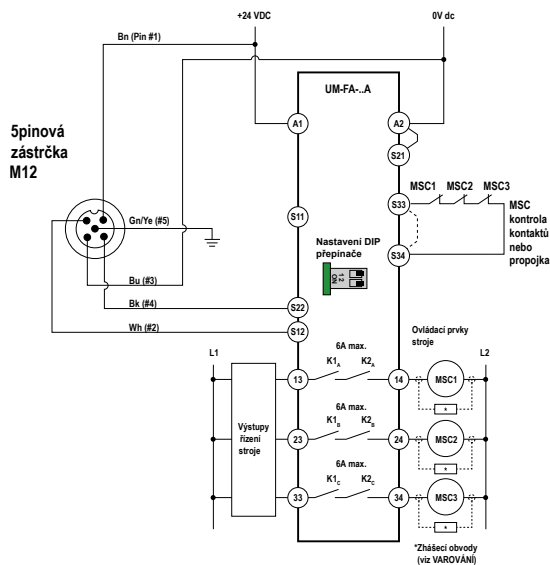 +24 VDC
0V dc
Bn (Pin #1)
UM-FA-..A
A1
A2
5pinová
zástrčka
M12
S21
S33
MSC1 MSC2 MSC3
MSC
kontrola
kontaktů
nebo
propojka
Gn/Ye (#5)
S11
S34
Nastavení DIP
přepínače
1 2
ON
Bu (#3)
Bk (#4)
S22
Wh (#2)
S12
Ovládací prvky
stroje
L1
L2
6A max.
13
K1A
K2A
14
MSC1
*
Výstupy
řízení
stroje
6A max.
23
K1B
K2B
24
MSC2
*
6A max.
33
K1C
K2C
34
MSC3
*
*Zhášecí obvody
(viz VAROVÁNÍ)